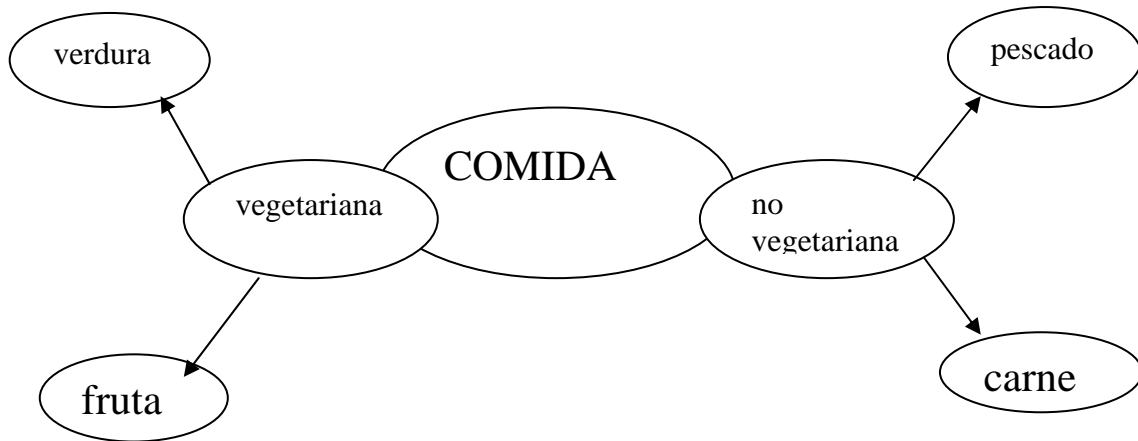 verdura
pescado
COMIDA
vegetariana
no
vegetariana
fruta
carne